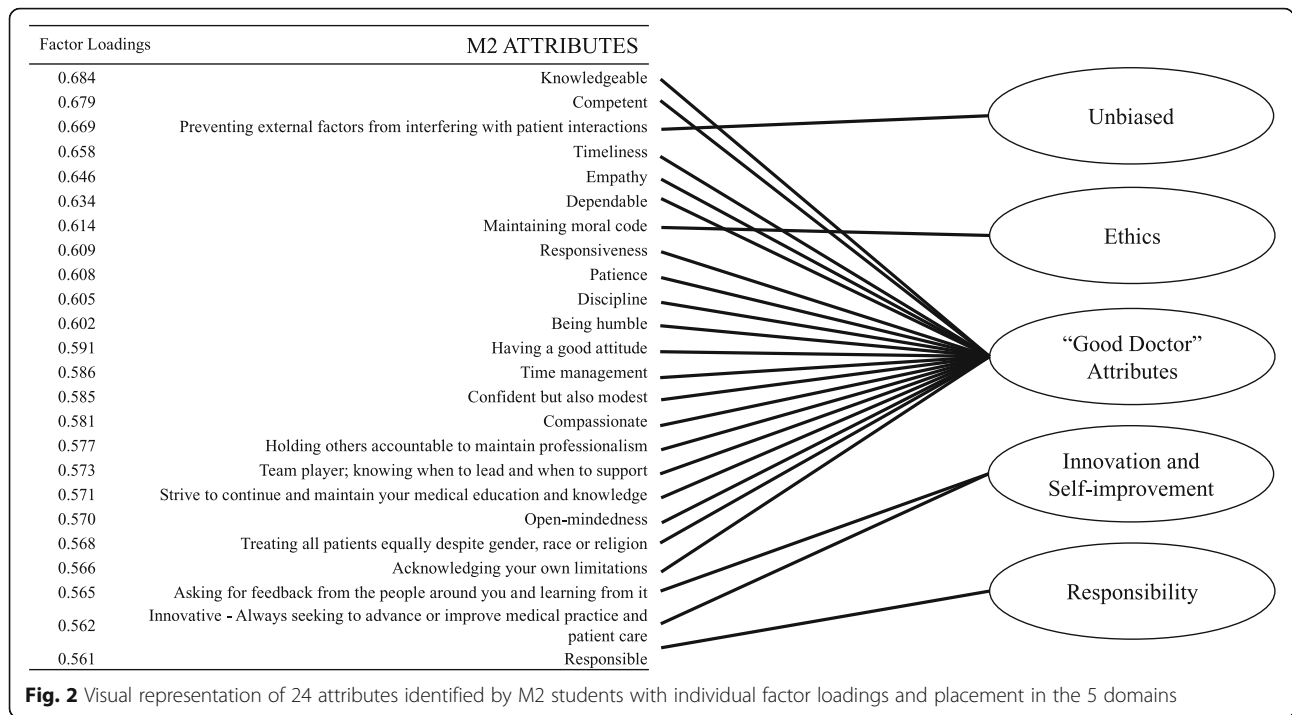 Factor Loadings M2 ATTRIBUTES
0.684 Knowledgeable
0.679 Competent
0.669 Preventing external factors from interfering with patient interactions
0.658 Timeliness
0.646 Empathy
0.634 Dependable
0.614 Maintaining moral code
0.609 Responsiveness
0.608 Patience
0.605 Discipline
0.602 Being humble
0.591 Having a good attitude
0.586 Time management
0.585 Confident but also modest
0.581 Compassionate
0.577 Holding others accountable to maintain professionalism
0.573 Team player; knowing when to lead and when to support
0.571 Strive to continue and maintain your medical education and knowledge
0.570 Open-mindedness
0.568 Treating all patients equally despite gender, race or religion
0.566 Acknowledging your own limitations
0.565 Asking for feedback from the people around you and learning from it
0.562 Innovative - Always seeking to advance or improve medical practice and
patient care
0.561 Responsible
Unbiased
Ethics
“Good Doctor”
Attributes
Innovation and
Self-improvement
Responsibility
Fig. 2 Visual representation of 24 attributes identified by M2 students with individual factor loadings and placement in the 5 domains